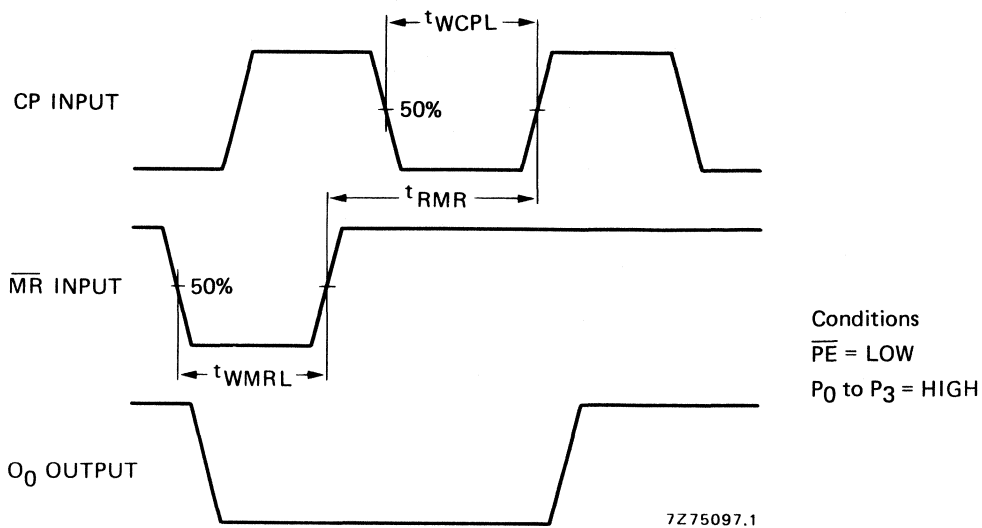 tWCPL
CP INPUT
50%
tRMR
MR INPUT
50%
tWMRL
Conditions
PE = LOW
P0 to P3 = HIGH
O0 OUTPUT
7Z75097.1